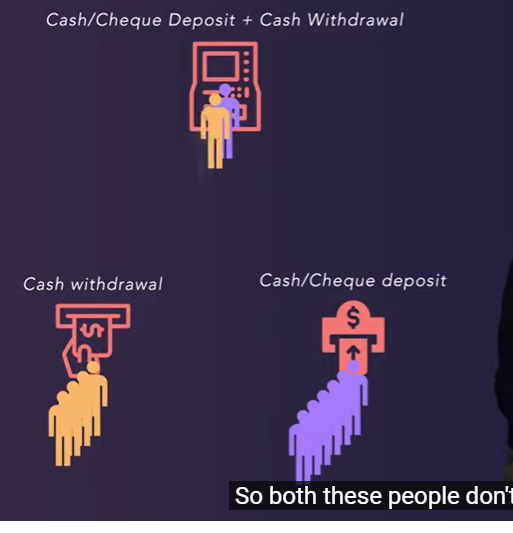 Cash/Cheque Deposit + Cash Withdrawal
Cash withdrawal
Cash/Cheque deposit
$
$
So both these people don't